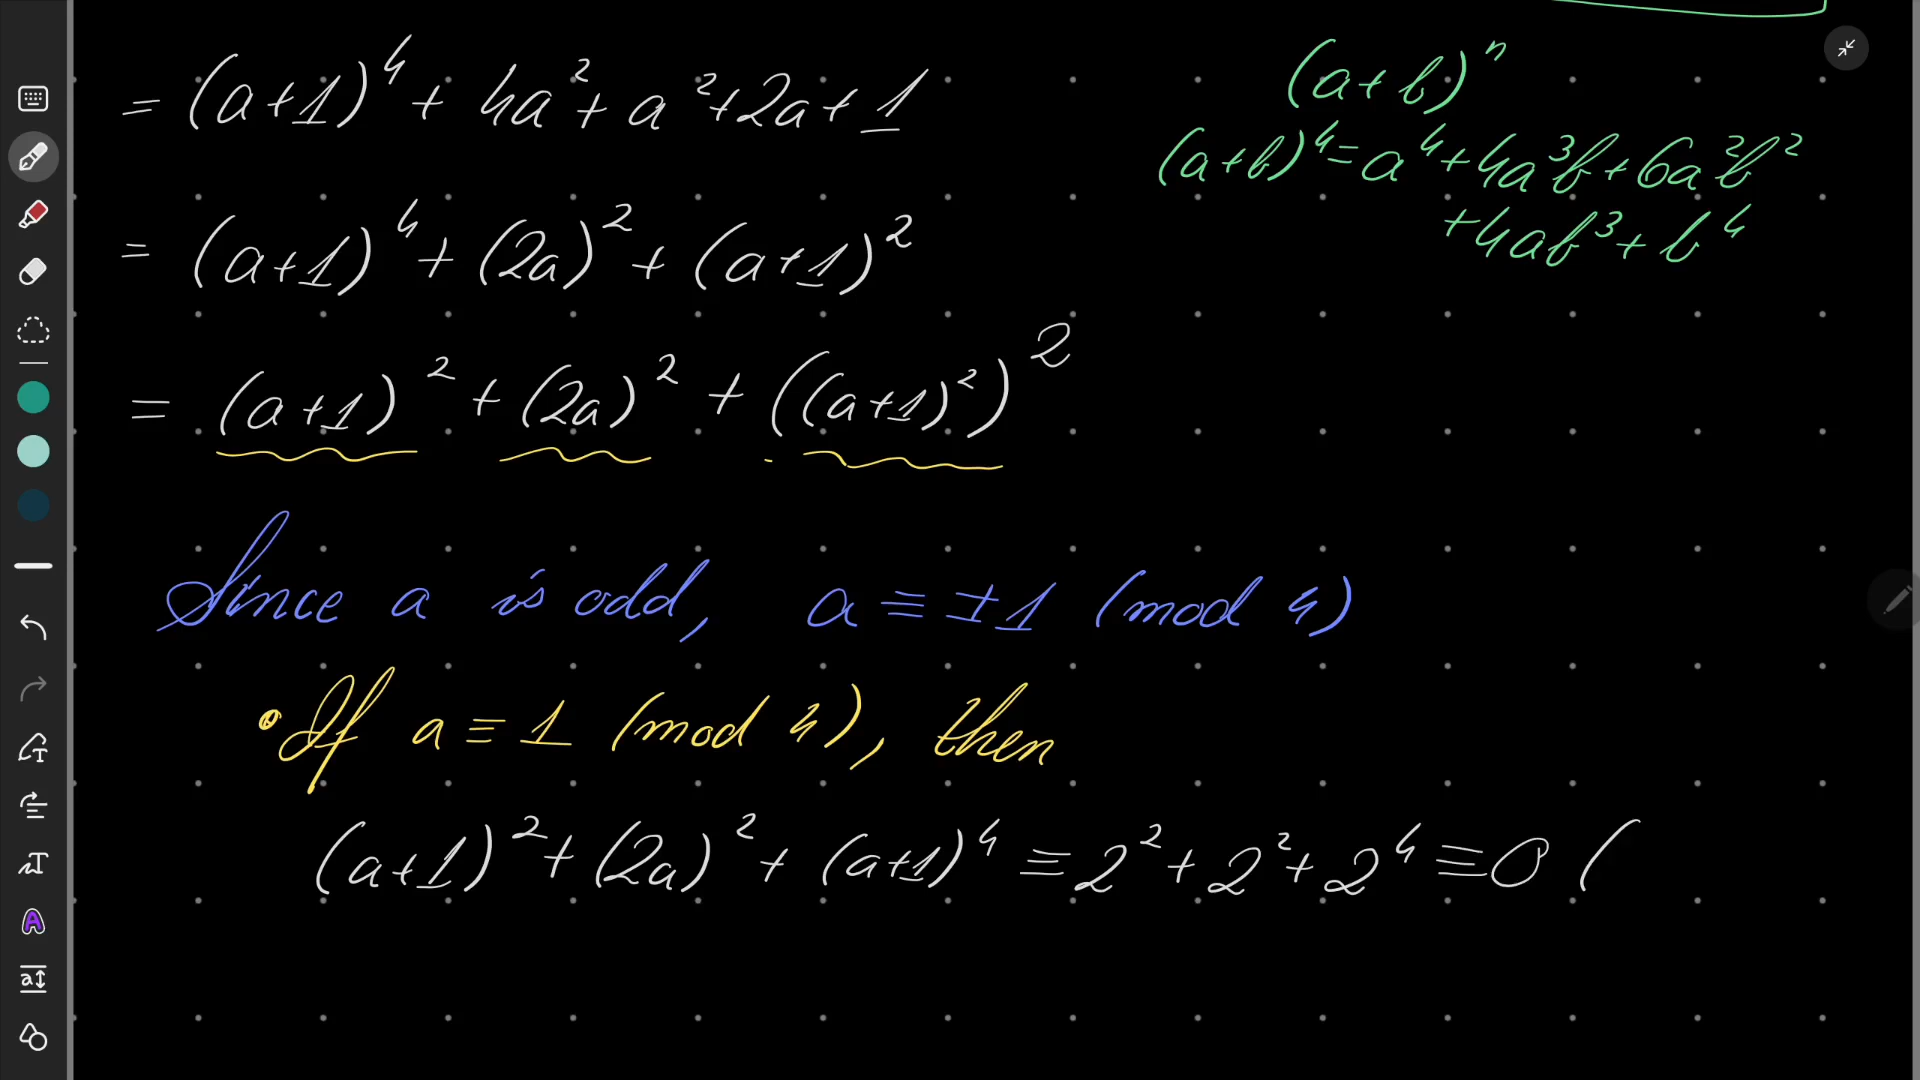 = (a+1)⁴ + 4a² + a² + 2a + 1
(a+b)ⁿ
(a+b)⁴ = a⁴ + 4a³b + 6a²b²
+ 4ab³ + b⁴
= (a+1)⁴ + (2a)² + (a+1)²
= (a+1)² + (2a)² + ((a+1)²)²
Since a is odd, a ≡ ±1 (mod 4)
• If a ≡ 1 (mod 4), then
(a+1)² + (2a)² + (a+1)⁴ ≡ 2² + 2² + 2⁴ ≡ 0 (